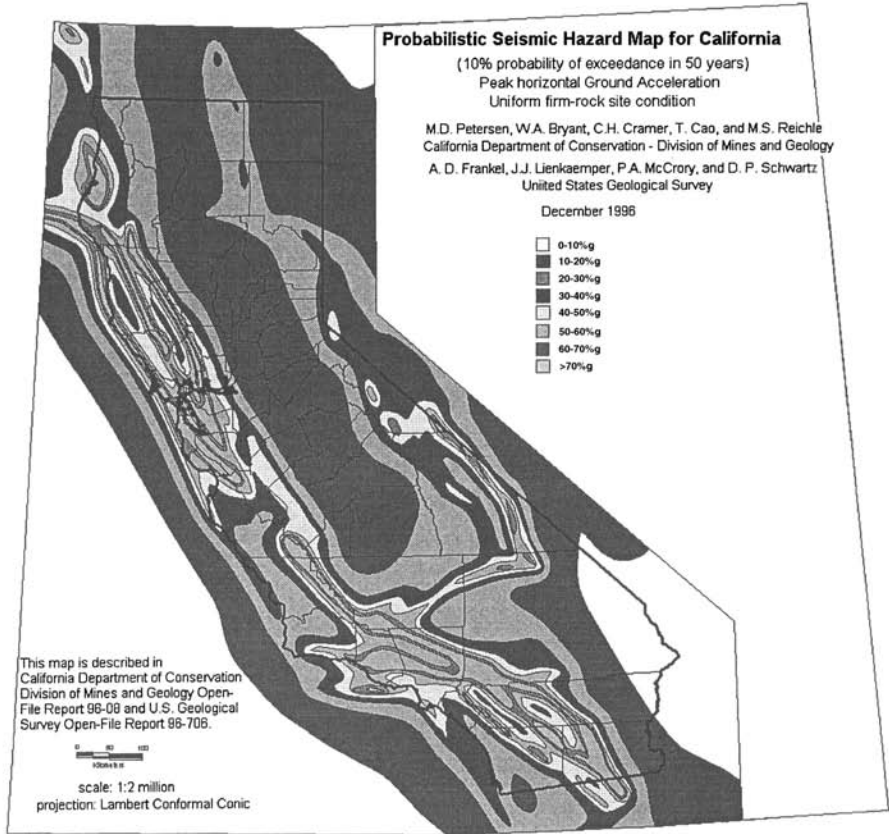 Probabilistic Seismic Hazard Map for California
(10% probability of exceedance in 50 years)
Peak horizontal Ground Acceleration
Uniform firm-rock site condition
M.D. Petersen, W.A. Bryant, C.H. Cramer, T. Cao, and M.S. Reichle
California Department of Conservation - Division of Mines and Geology
A. D. Frankel, J.J. Lienkaemper, P.A. McCrory, and D. P. Schwartz
Uniited States Geological Survey
December 1996
0-10%g
10-20%g
20-30%g
30-40%g
40-50%g
50-60%g
60-70%g
>70%g
This map is described in
California Department of Conservation
Division of Mines and Geology Open-
File Report 96-08 and U.S. Geological
Survey Open-File Report 96-706.
0 50 100
Kilometers
scale: 1:2 million
projection: Lambert Conformal Conic